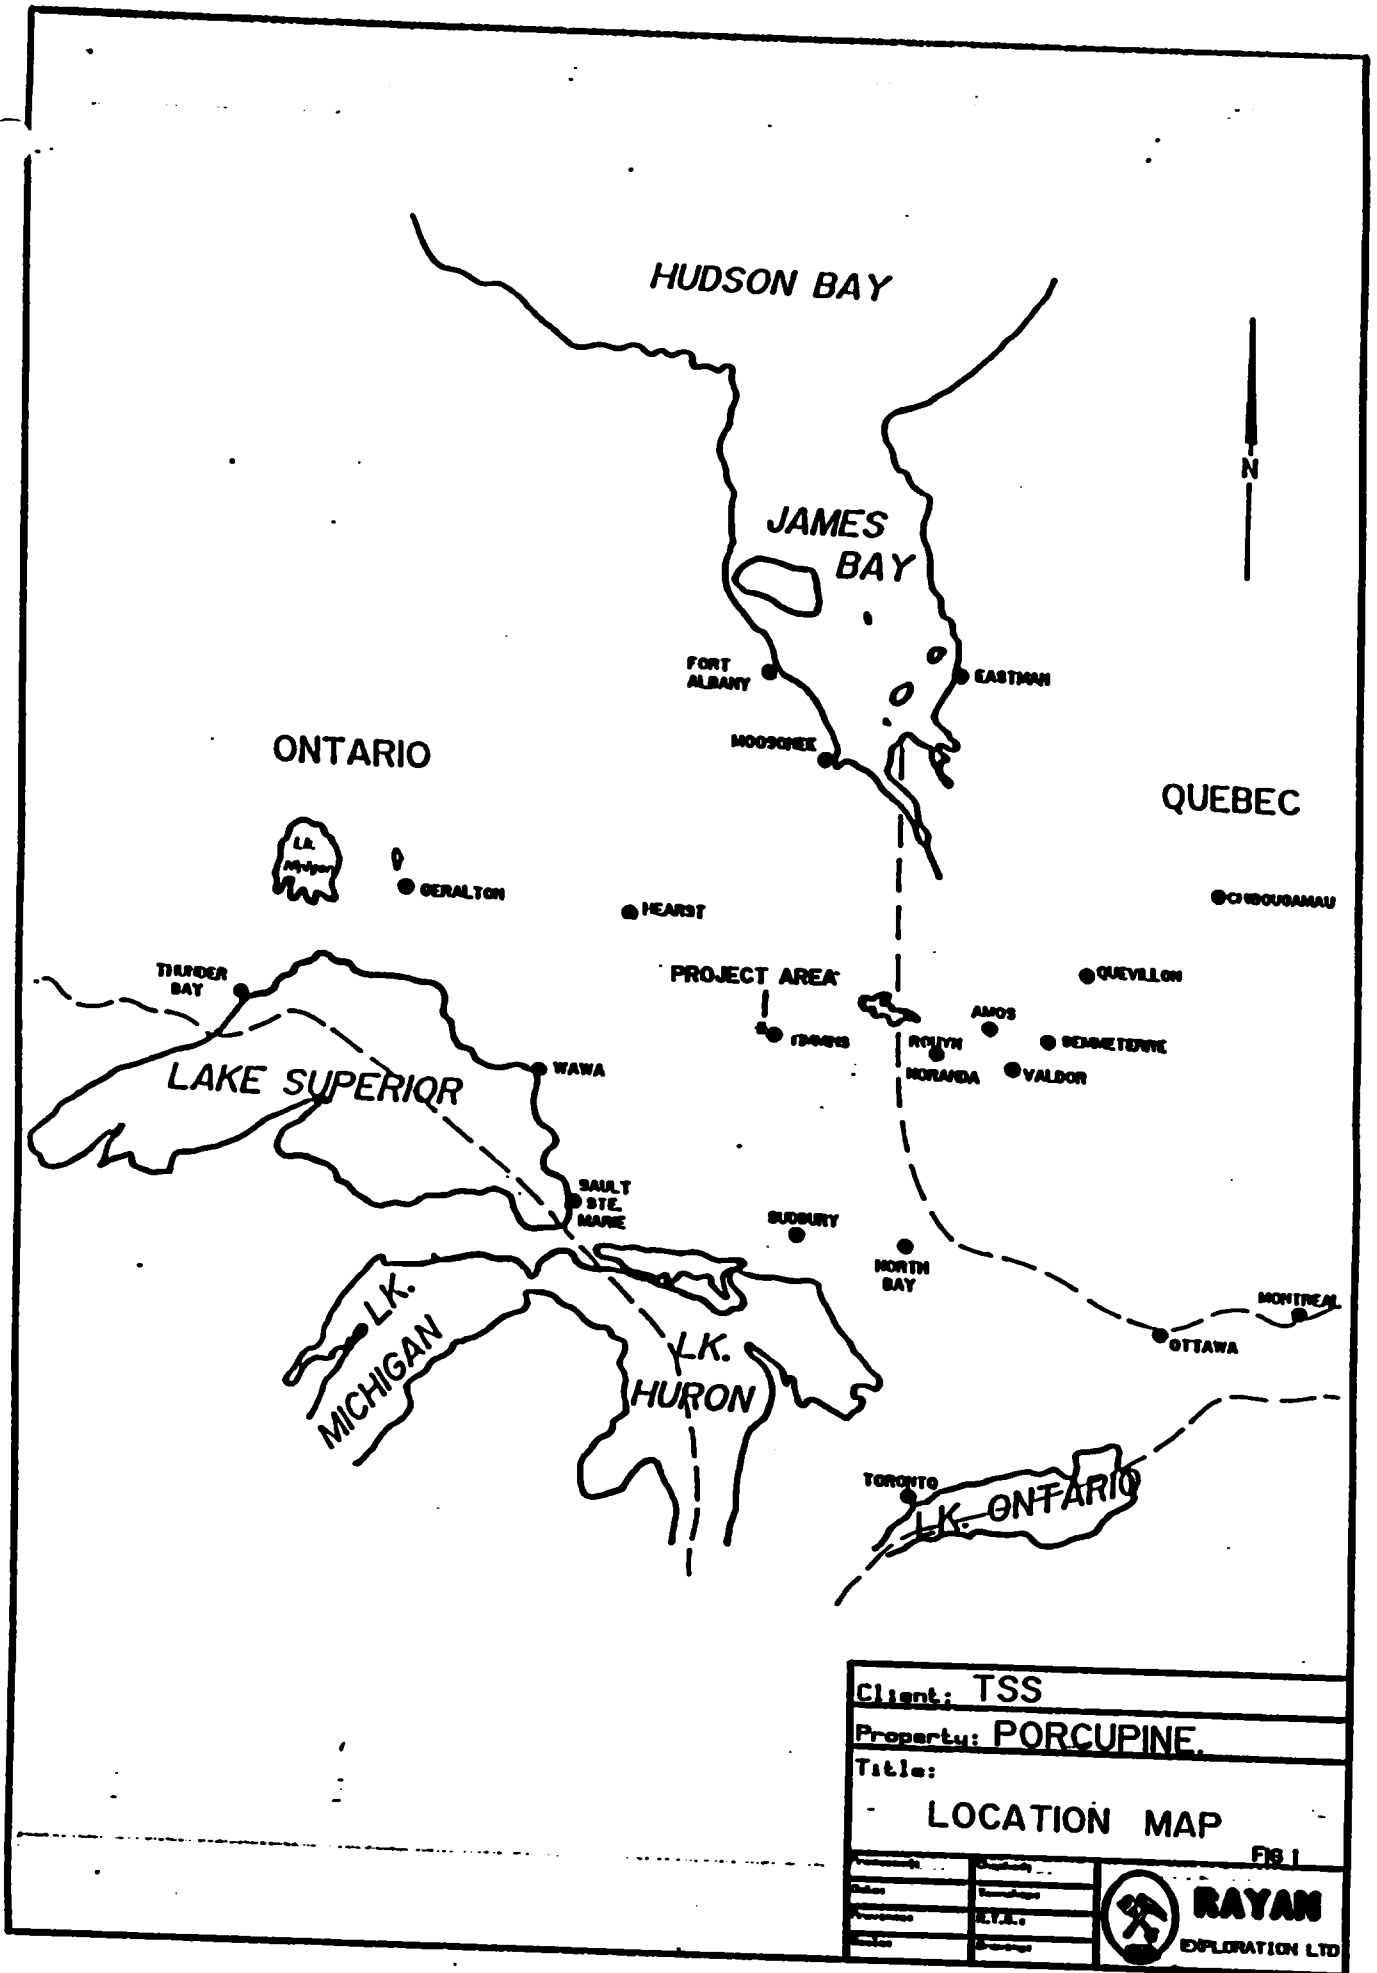 HUDSON BAY
N
JAMES
BAY
FORT
ALBANY
EASTMAN
MOOSONEE
ONTARIO
QUEBEC
LK.
GERALTON
HEARST
CHIBOUGAMAU
THUNDER
BAY
PROJECT AREA
QUEVILLON
AMOS
TIMMINS
ROUYN
NORANDA
SENNETERRE
VALDOR
WAWA
LAKE SUPERIOR
SAULT
STE.
MARIE
SUDBURY
NORTH
BAY
MONTREAL
OTTAWA
LK.
MICHIGAN
LK.
HURON
TORONTO
LK. ONTARIO
Client: TSS
Property: PORCUPINE.
Title:
LOCATION MAP
FIG 1
N.T.S.:
RAYAN
EXPLORATION LTD